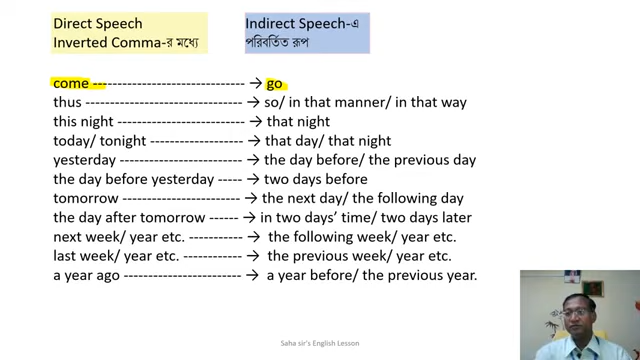 Direct Speech
Inverted Comma-র মধ্যে
Indirect Speech-এ
পরিবর্তিত রূপ
come ------------------------------- → go
thus -------------------------------- → so/ in that manner/ in that way
this night -------------------------- → that night
today/ tonight ------------------- → that day/ that night
yesterday ------------------------- → the day before/ the previous day
the day before yesterday ----- → two days before
tomorrow ------------------------ → the next day/ the following day
the day after tomorrow ------ → in two days’ time/ two days later
next week/ year etc. ----------- → the following week/ year etc.
last week/ year etc. ------------ → the previous week/ year etc.
a year ago ------------------------ → a year before/ the previous year.
Saha sir's English Lesson